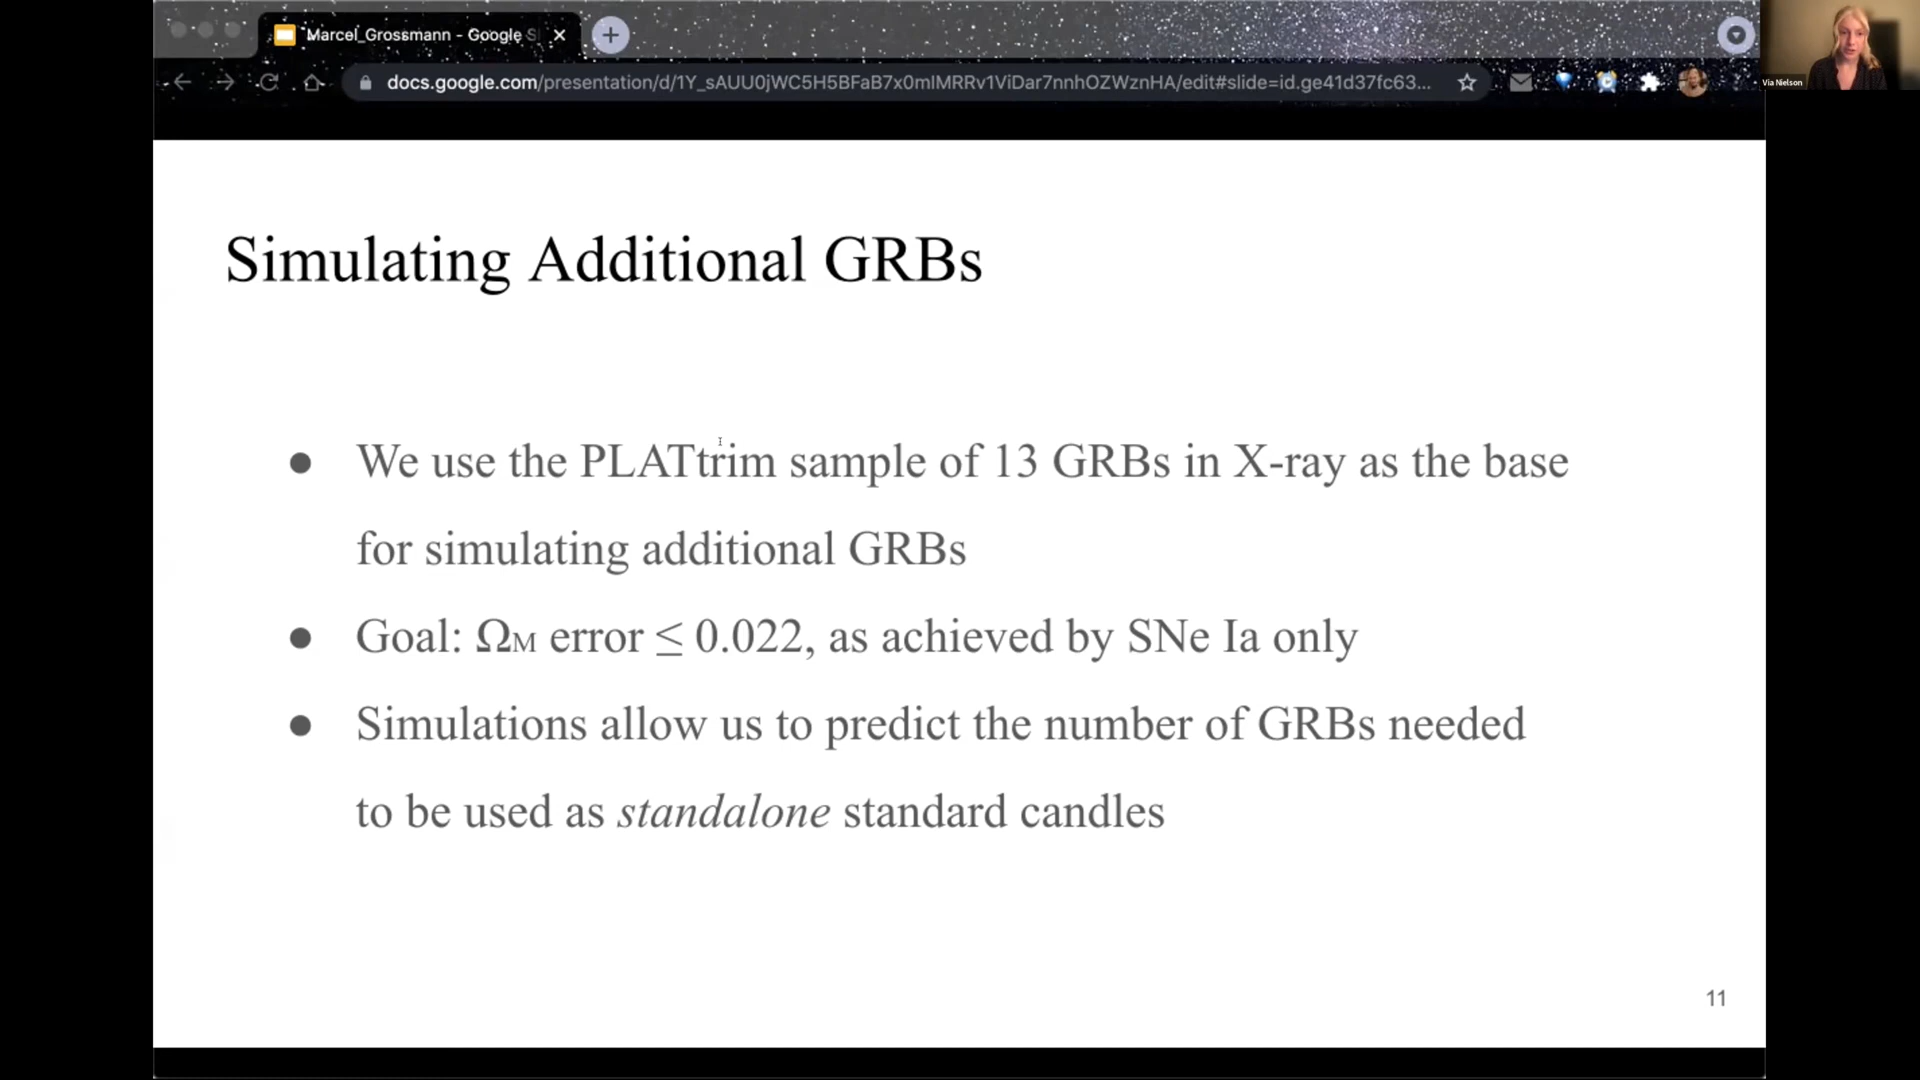 Marcel_Grossmann - Google S
docs.google.com/presentation/d/1Y_sAUU0jWC5H5BFaB7x0mIMRRv1ViDar7nnhOZWznHA/edit#slide=id.ge41d37fc63...
Via Nielson
Simulating Additional GRBs
● We use the PLATtrim sample of 13 GRBs in X-ray as the base
for simulating additional GRBs
● Goal: ΩM error ≤ 0.022, as achieved by SNe Ia only
● Simulations allow us to predict the number of GRBs needed
to be used as standalone standard candles
11